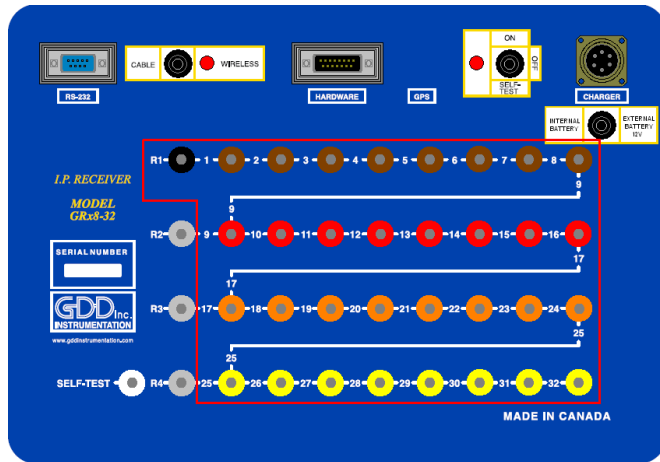 ON
OFF
SELF-
TEST
CABLE
WIRELESS
RS-232
HARDWARE
GPS
CHARGER
INTERNAL
BATTERY
EXTERNAL
BATTERY
12V
R1 1 2 3 4 5 6 7 8
9
I.P. RECEIVER
MODEL
GRx8-32
9
R2 9 10 11 12 13 14 15 16
17
SERIAL NUMBER
17
R3 17 18 19 20 21 22 23 24
25
GDD Inc.
INSTRUMENTATION
www.gddinstrumentation.com
25
SELF-TEST R4 25 26 27 28 29 30 31 32
MADE IN CANADA